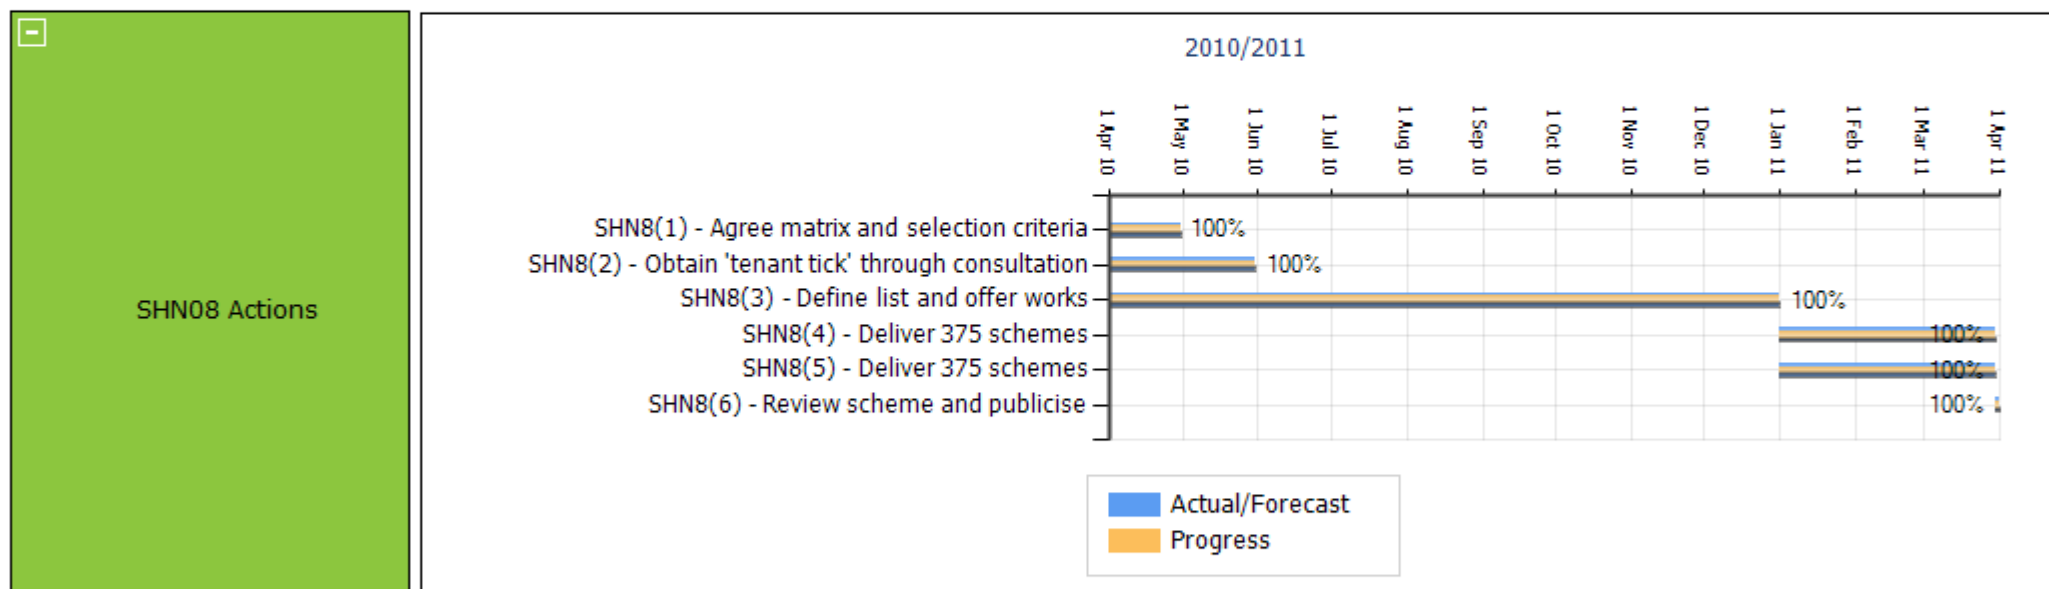 SHN08 Actions
2010/2011
1 Apr 10
1 May 10
1 Jun 10
1 Jul 10
1 Aug 10
1 Sep 10
1 Oct 10
1 Nov 10
1 Dec 10
1 Jan 11
1 Feb 11
1 Mar 11
1 Apr 11
SHN8(1) - Agree matrix and selection criteria 100%
SHN8(2) - Obtain 'tenant tick' through consultation 100%
SHN8(3) - Define list and offer works 100%
SHN8(4) - Deliver 375 schemes 100%
SHN8(5) - Deliver 375 schemes 100%
SHN8(6) - Review scheme and publicise 100%
Actual/Forecast
Progress